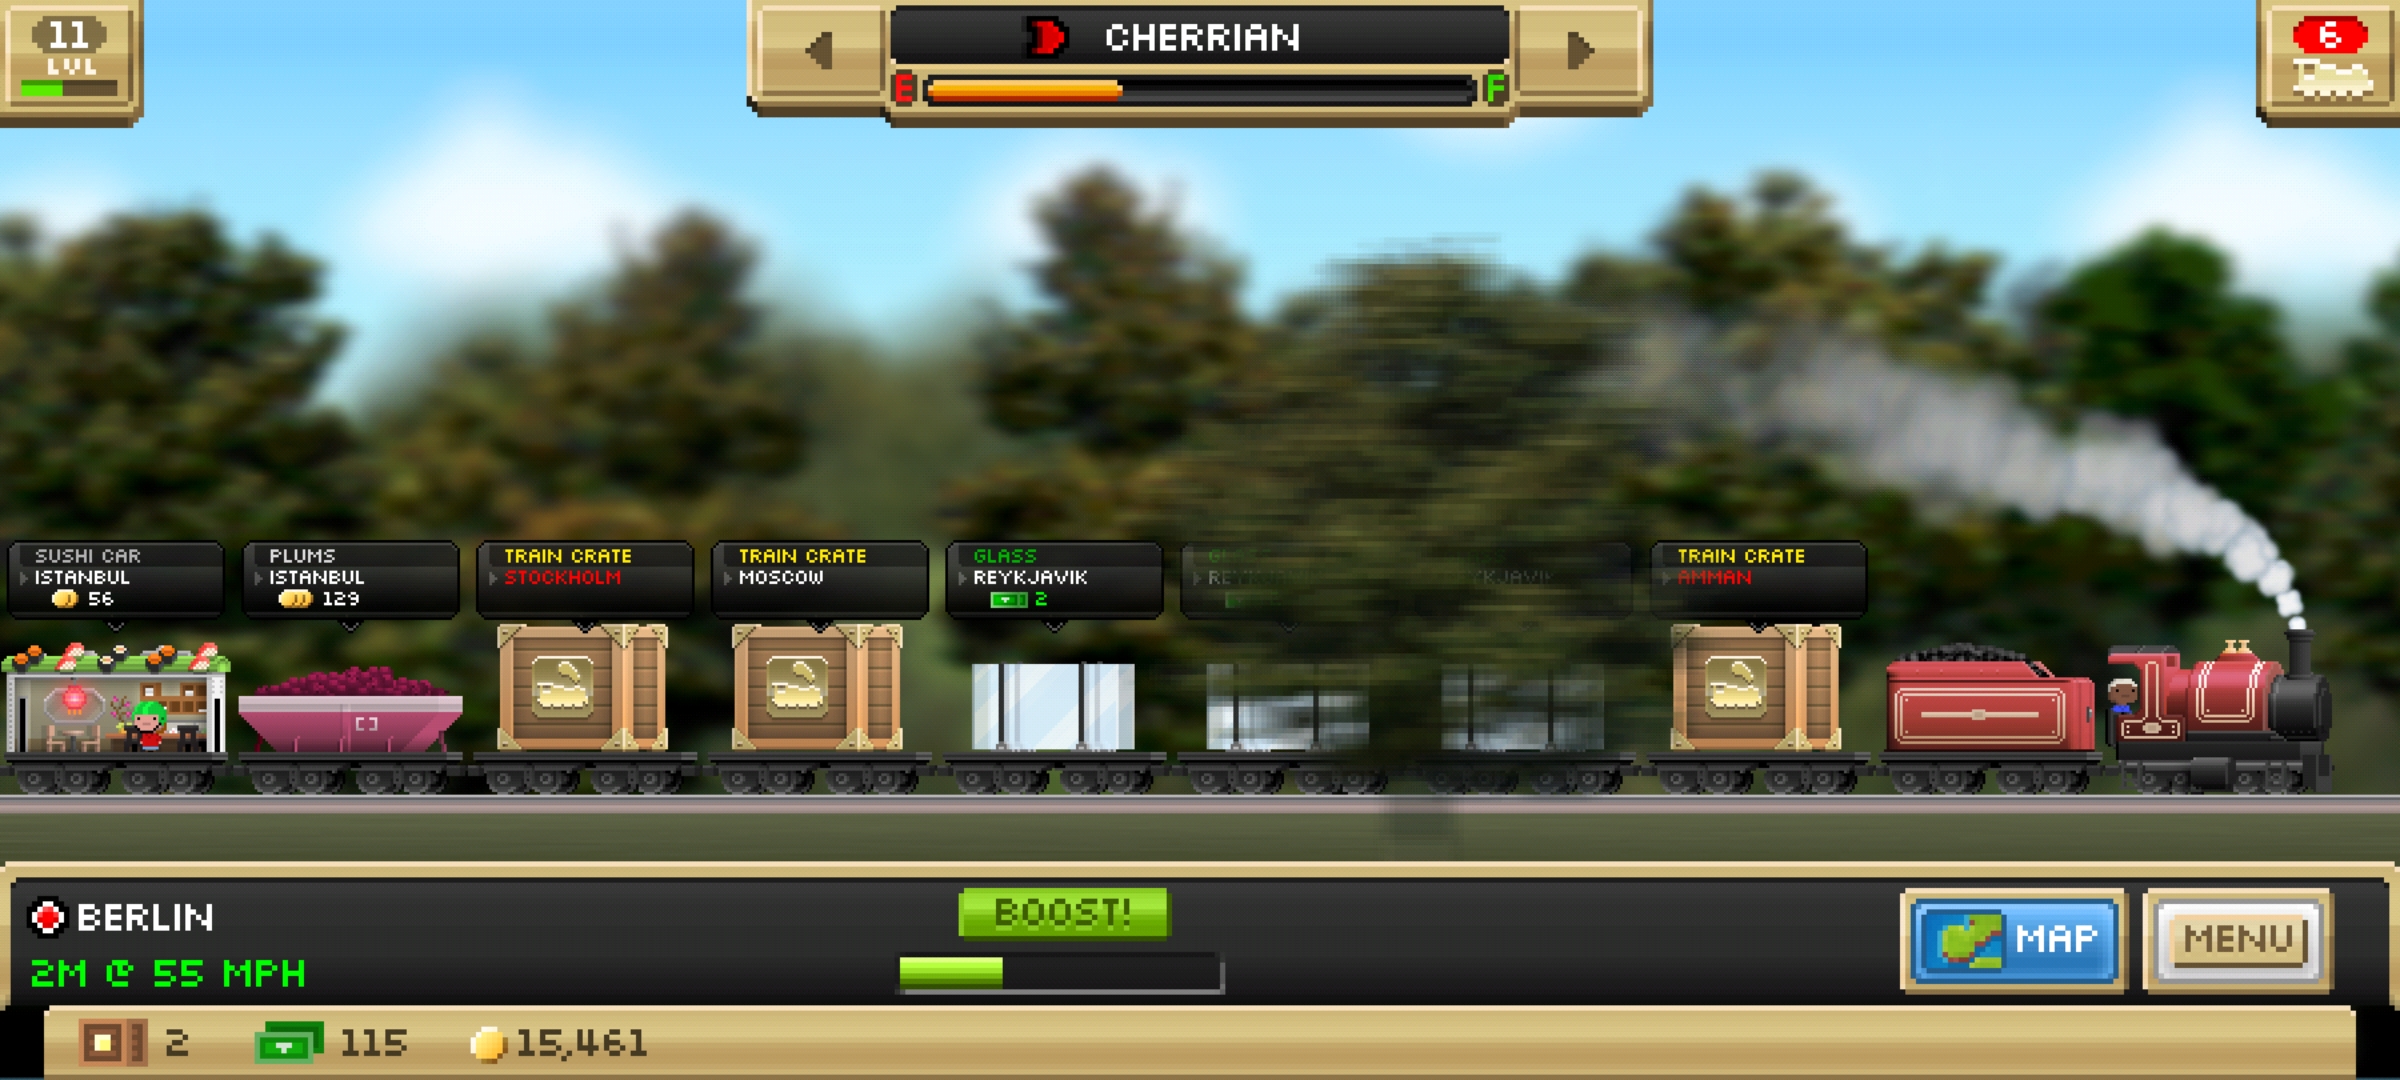 11
LVL
CHERRIAN
E
F
6
SUSHI CAR
ISTANBUL
56
PLUMS
ISTANBUL
129
TRAIN CRATE
STOCKHOLM
TRAIN CRATE
MOSCOW
GLASS
REYKJAVIK
2
TRAIN CRATE
AMMAN
BERLIN
2M @ 55 MPH
BOOST!
MAP
MENU
2
115
15,461